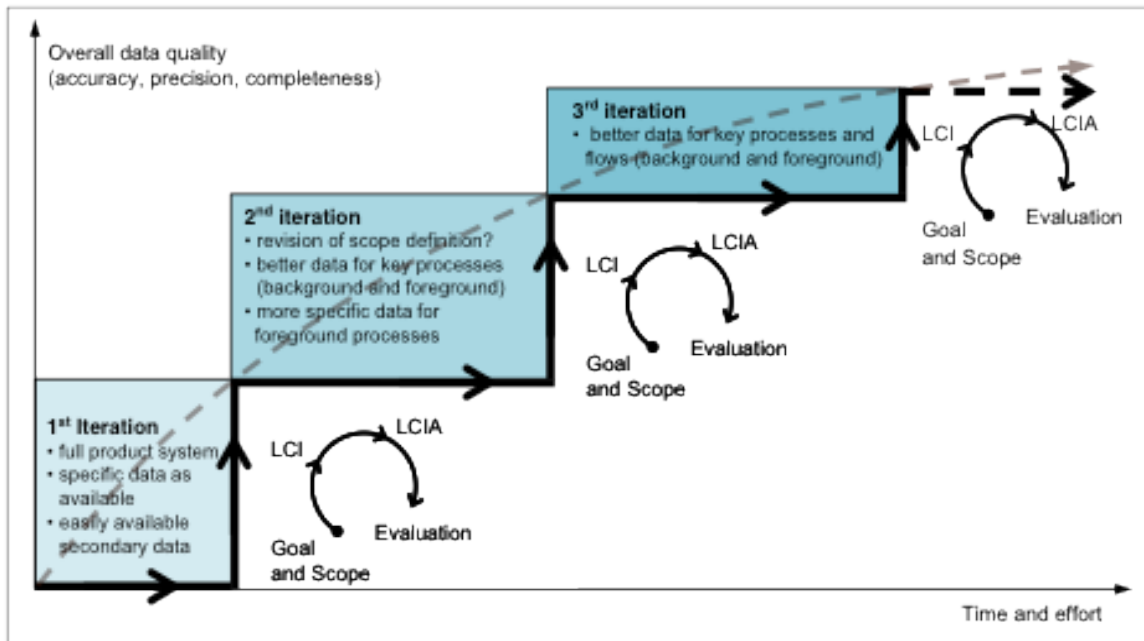 Overall data quality
(accuracy, precision, completeness)
3rd iteration
• better data for key processes and
flows (background and foreground)
LCI
LCIA
Goal
and Scope
Evaluation
2nd iteration
• revision of scope definition?
• better data for key processes
(background and foreground)
• more specific data for
foreground processes
LCI
LCIA
Goal
and Scope
Evaluation
1st Iteration
• full product system
• specific data as
available
• easily available
secondary data
LCI
LCIA
Goal
and Scope
Evaluation
Time and effort